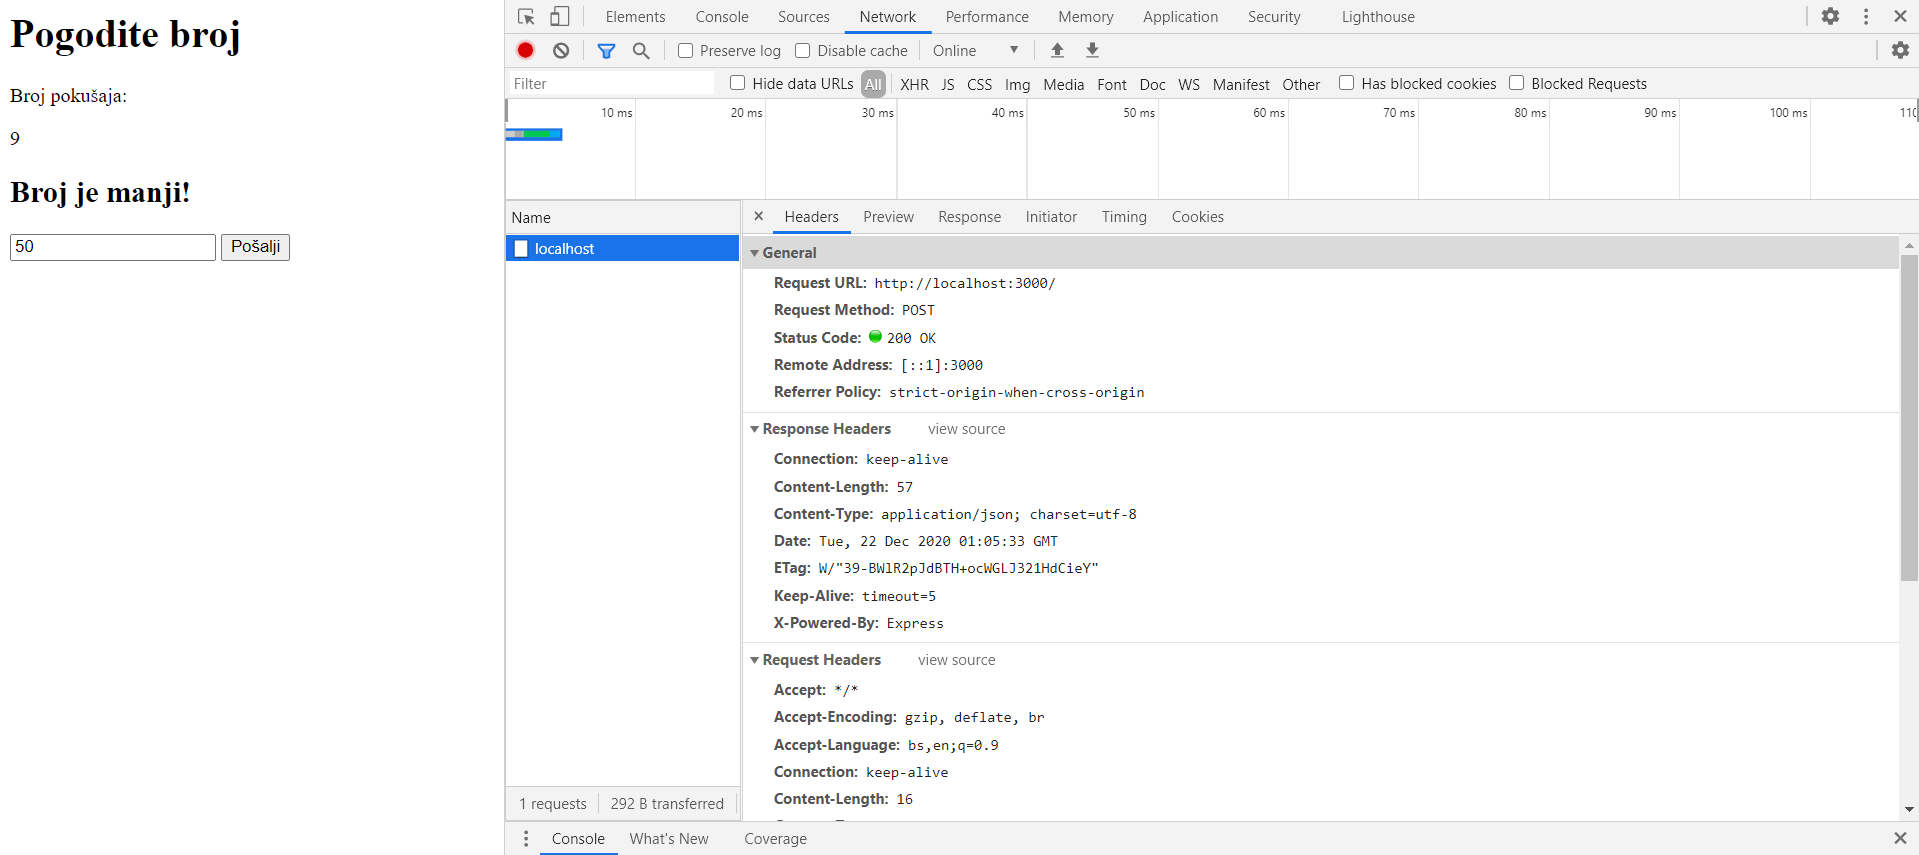 Pogodite broj
Broj pokušaja:
9
Broj je manji!
50 Pošalji
Elements Console Sources Network Performance Memory Application Security Lighthouse
Preserve log Disable cache Online
Filter Hide data URLs All XHR JS CSS Img Media Font Doc WS Manifest Other Has blocked cookies Blocked Requests
10 ms 20 ms 30 ms 40 ms 50 ms 60 ms 70 ms 80 ms 90 ms 100 ms
Name
localhost
1 requests 292 B transferred
Headers Preview Response Initiator Timing Cookies
General
Request URL: http://localhost:3000/
Request Method: POST
Status Code: 200 OK
Remote Address: [::1]:3000
Referrer Policy: strict-origin-when-cross-origin
Response Headers view source
Connection: keep-alive
Content-Length: 57
Content-Type: application/json; charset=utf-8
Date: Tue, 22 Dec 2020 01:05:33 GMT
ETag: W/"39-BWlR2pJdBTH+ocWGLJ321HdCieY"
Keep-Alive: timeout=5
X-Powered-By: Express
Request Headers view source
Accept: */*
Accept-Encoding: gzip, deflate, br
Accept-Language: bs,en;q=0.9
Connection: keep-alive
Content-Length: 16
Console What's New Coverage